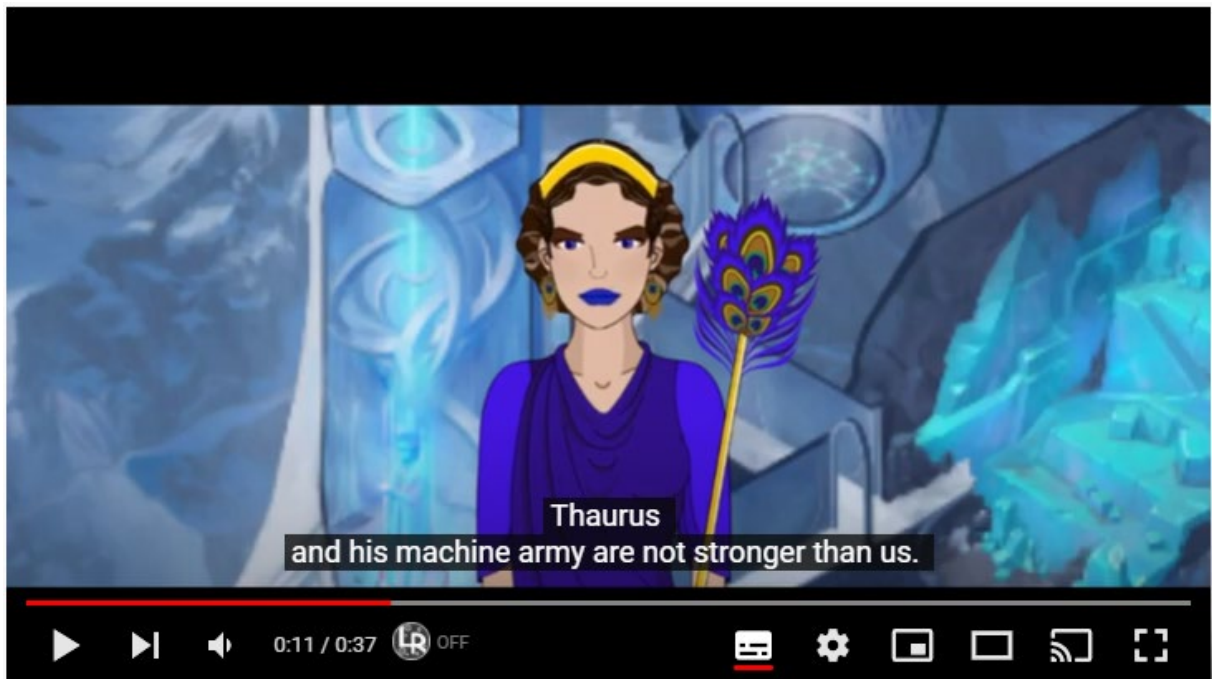 Thaurus
and his machine army are not stronger than us.
0:11 / 0:37 LR OFF